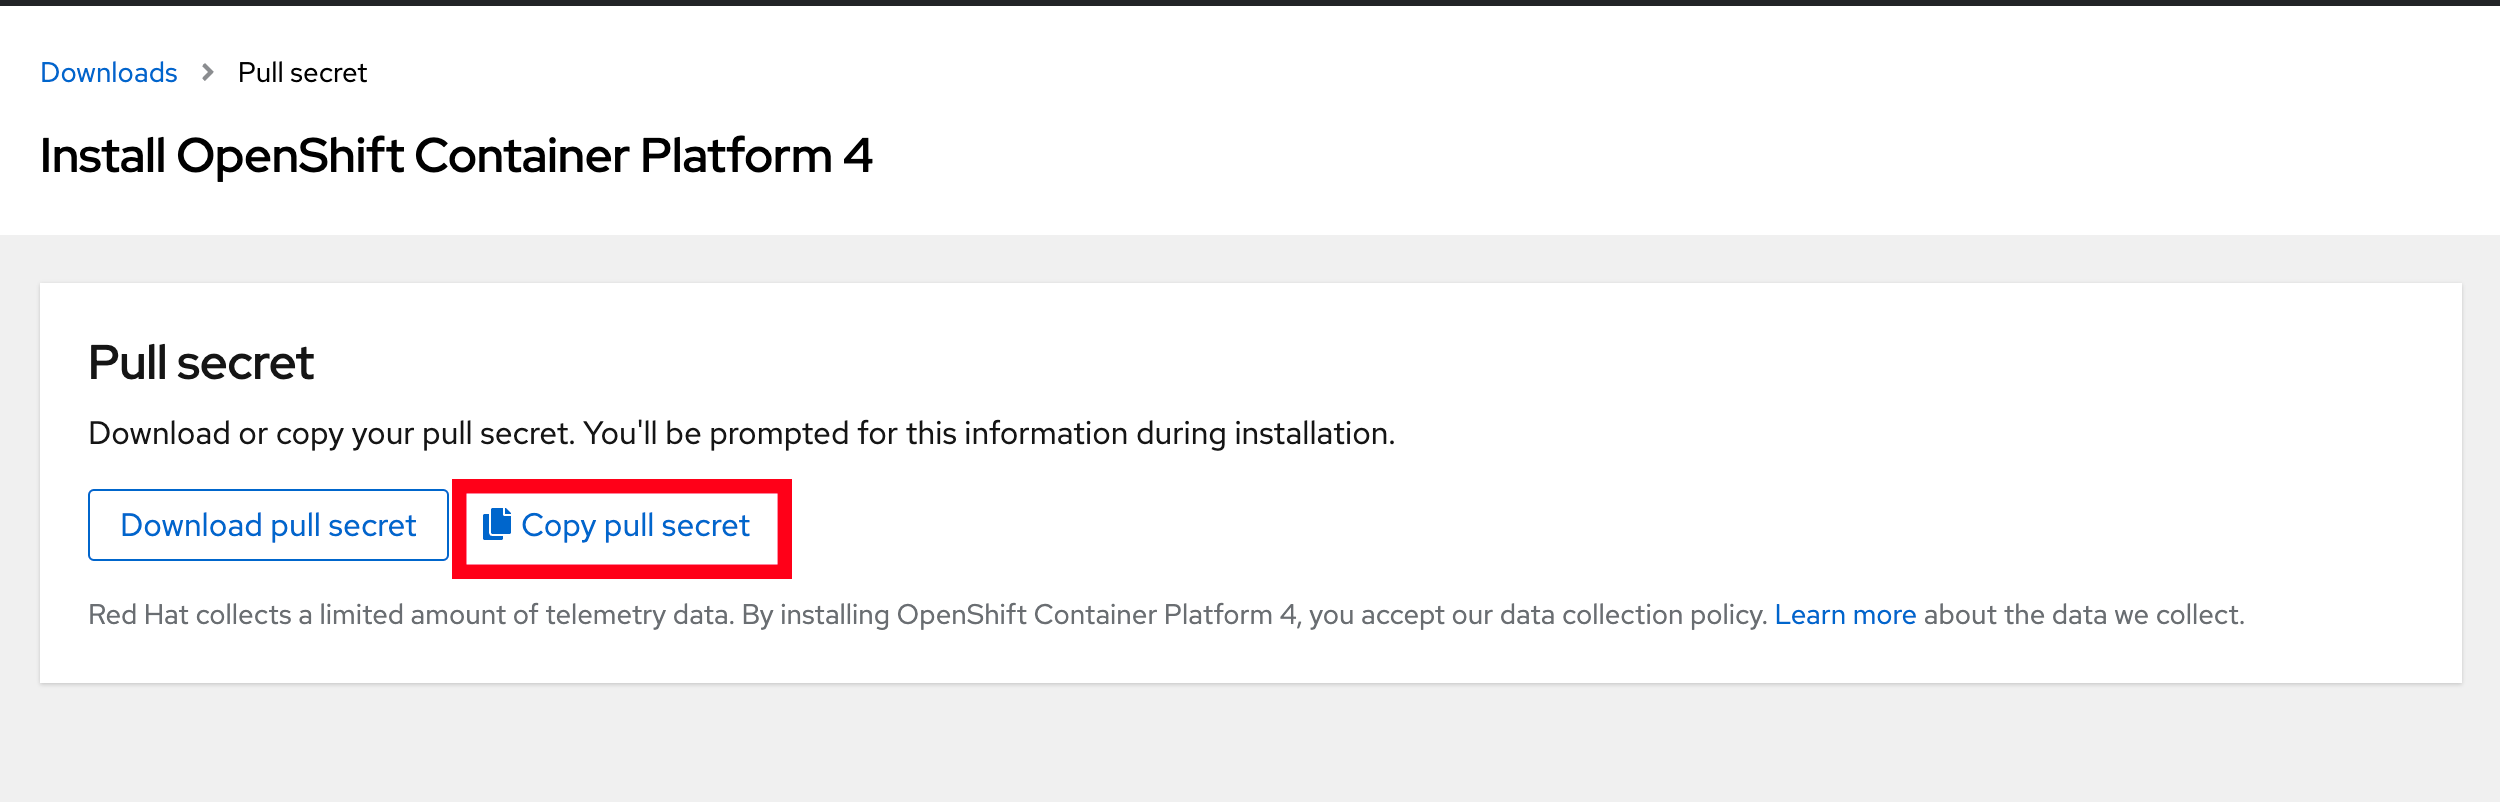 Downloads > Pull secret
Install OpenShift Container Platform 4
Pull secret
Download or copy your pull secret. You'll be prompted for this information during installation.
Download pull secret Copy pull secret
Red Hat collects a limited amount of telemetry data. By installing OpenShift Container Platform 4, you accept our data collection policy. Learn more about the data we collect.